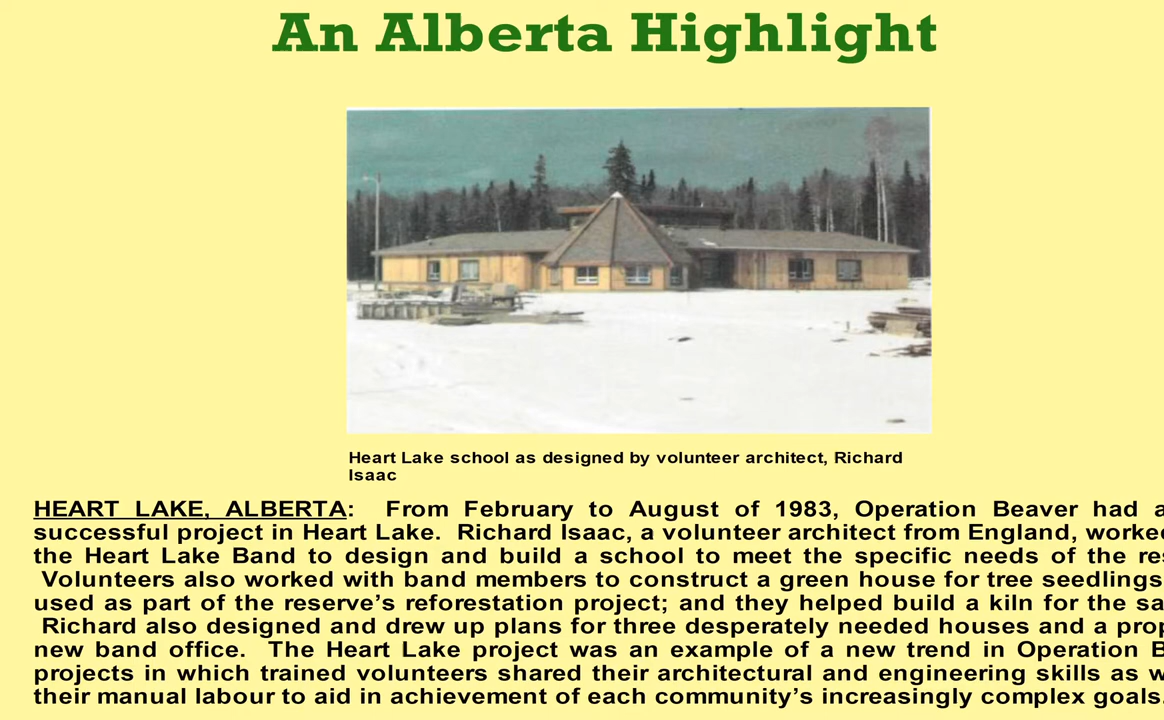 An Alberta Highlight
Heart Lake school as designed by volunteer architect, Richard
Isaac
HEART LAKE, ALBERTA: From February to August of 1983, Operation Beaver had a
successful project in Heart Lake. Richard Isaac, a volunteer architect from England,
the Heart Lake Band to design and build a school to meet the specific needs of the
Volunteers also worked with band members to construct a green house for tree seedlings
used as part of the reserve’s reforestation project; and they helped build a kiln for the
Richard also designed and drew up plans for three desperately needed houses and a
new band office. The Heart Lake project was an example of a new trend in Operation
projects in which trained volunteers shared their architectural and engineering skills as
their manual labour to aid in achievement of each community’s increasingly complex goals.